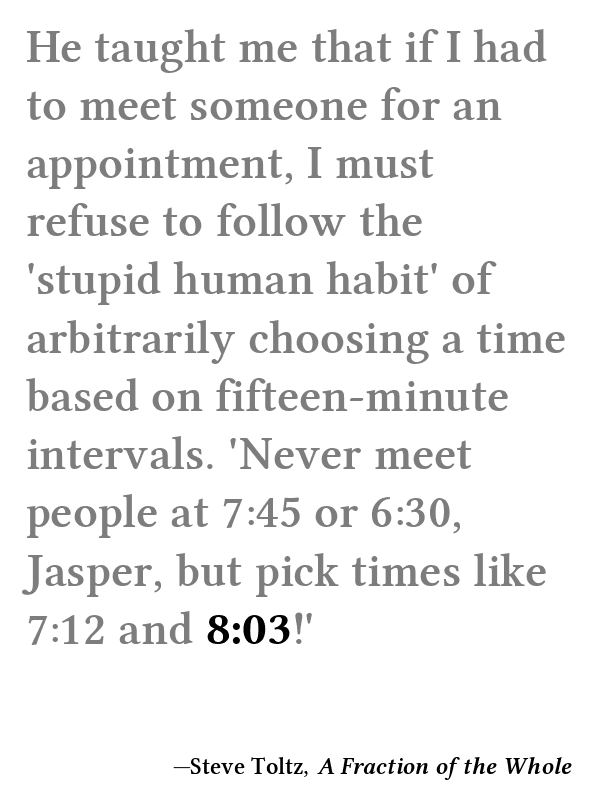 He taught me that if I had
to meet someone for an
appointment, I must
refuse to follow the
'stupid human habit' of
arbitrarily choosing a time
based on fifteen-minute
intervals. 'Never meet
people at 7:45 or 6:30,
Jasper, but pick times like
7:12 and 8:03!'
—Steve Toltz, A Fraction of the Whole